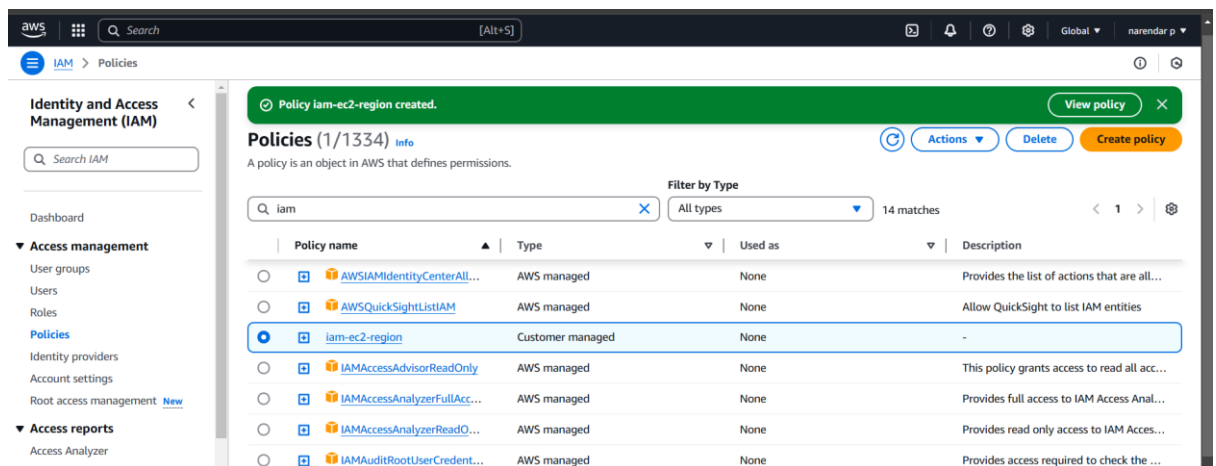 aws
Search [Alt+S] Global narendar p
IAM > Policies
Identity and Access
Management (IAM)
Search IAM
Dashboard
Access management
User groups
Users
Roles
Policies
Identity providers
Account settings
Root access management New
Access reports
Access Analyzer
Policy iam-ec2-region created. View policy
Policies (1/1334) Info Actions Delete Create policy
A policy is an object in AWS that defines permissions.
Filter by Type
iam All types 14 matches 1
Policy name Type Used as Description
AWSIAMIdentityCenterAll... AWS managed None Provides the list of actions that are all...
AWSQuickSightListIAM AWS managed None Allow QuickSight to list IAM entities
iam-ec2-region Customer managed None -
IAMAccessAdvisorReadOnly AWS managed None This policy grants access to read all acc...
IAMAccessAnalyzerFullAcc... AWS managed None Provides full access to IAM Access Anal...
IAMAccessAnalyzerReadO... AWS managed None Provides read only access to IAM Acces...
IAMAuditRootUserCredent... AWS managed None Provides access required to check the ...